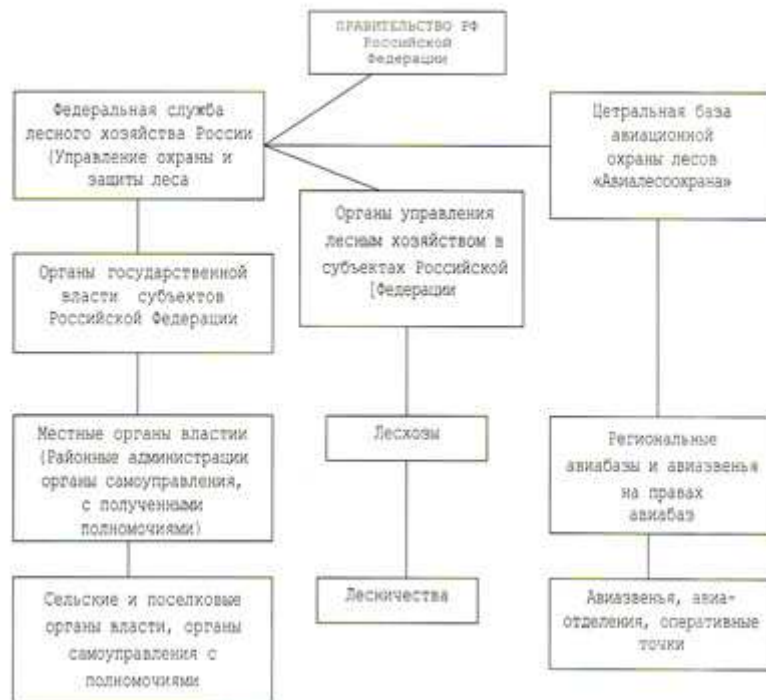 ПРАВИТЕЛЬСТВО РФ
Российской
Федерации
Федеральная служба
лесного хозяйства России
(Управление охраны и
защиты леса
Цетральная база
авиационной
охраны лесов
«Авиалесоохрана»
Органы управления
лесным хозяйством в
субъектах Российской
[Федерации
Органы государственной
власти субъектов
Российской Федерации
Местные органы властии
(Районные администрации
органы самоуправления,
с полученными
полномочиями)
Лесхозы
Региональные
авиабазы и авиазвенья
на правах
авиабаз
Сельские и поселковые
органы власти, органы
самоуправления с
полномочиями
Лесничества
Авиазвенья, авиа-
отделения, оперативные
точки